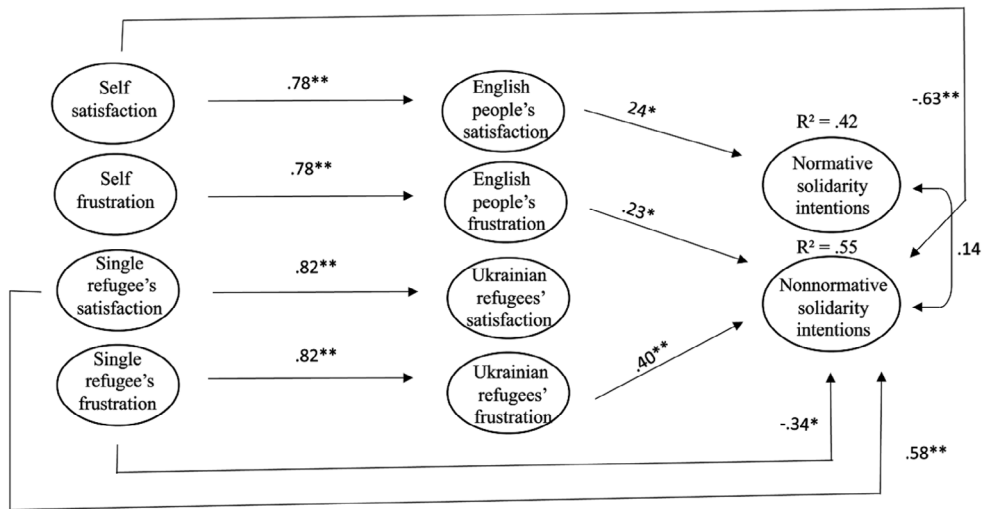 Self
satisfaction
.78**
English
people's
satisfaction
24*
-.63**
R² = .42
Normative
solidarity
intentions
Self
frustration
.78**
English
people's
frustration
.23*
R² = .55
Nonnormative
solidarity
intentions
.14
Single
refugee's
satisfaction
.82**
Ukrainian
refugees'
satisfaction
Single
refugee's
frustration
.82**
Ukrainian
refugees'
frustration
.40**
-.34*
.58**